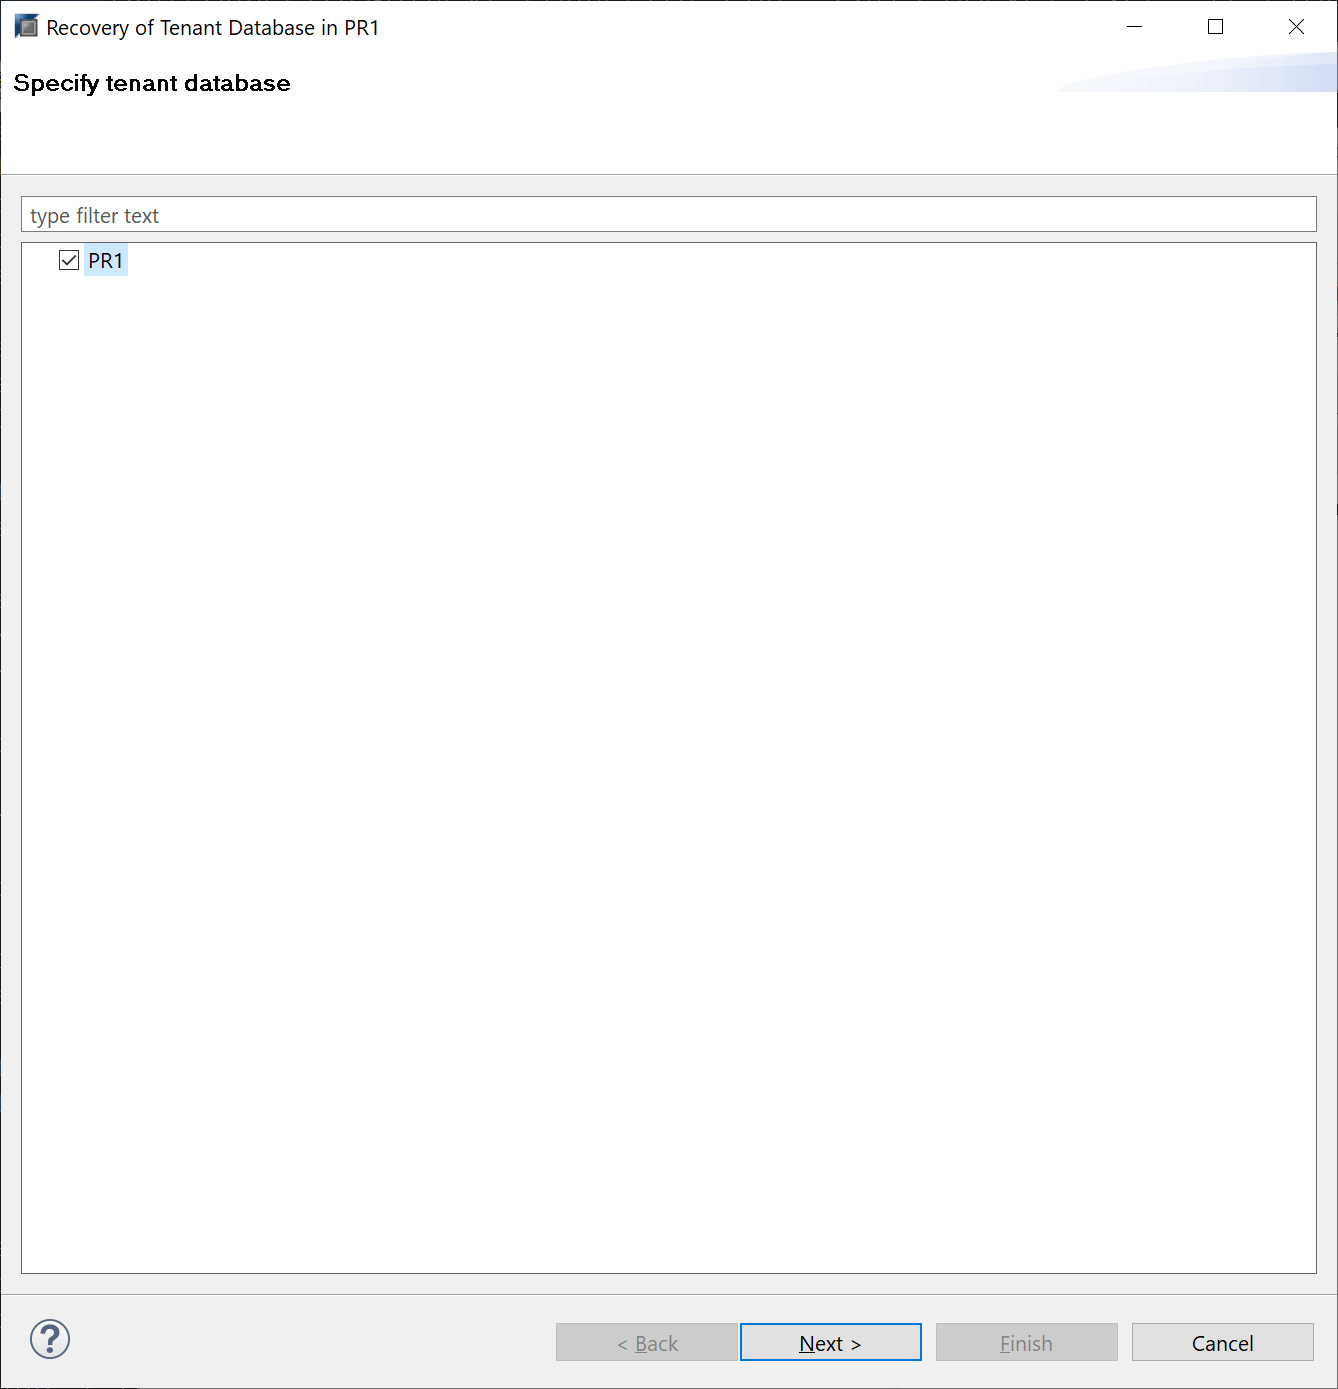 Recovery of Tenant Database in PR1
Specify tenant database
type filter text
PR1
?
< Back
Next >
Finish
Cancel